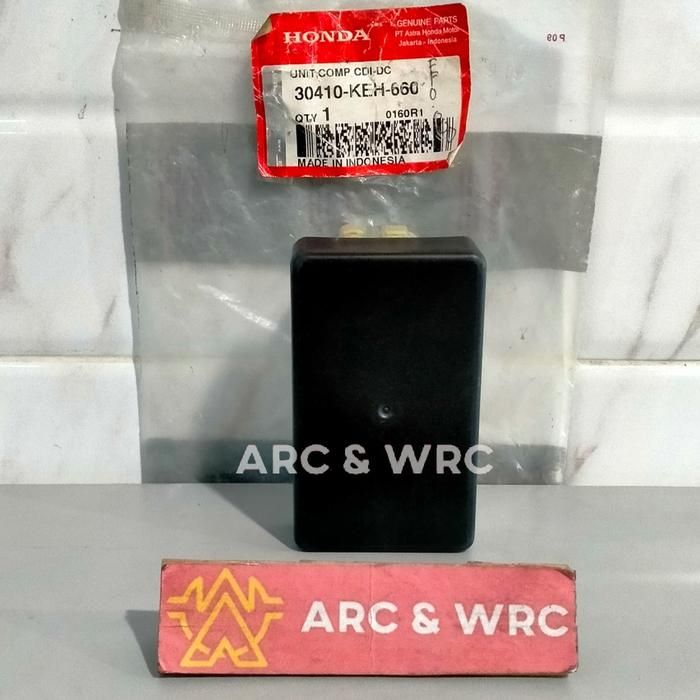 HONDA
GENUINE PARTS
PT Astra Honda Motor
Jakarta - Indonesia
UNIT,COMP CDI-DC
30410-KEH-660
QTY 1
0160R1
MADE IN INDONESIA
P09
ARC & WRC
ARC & WRC